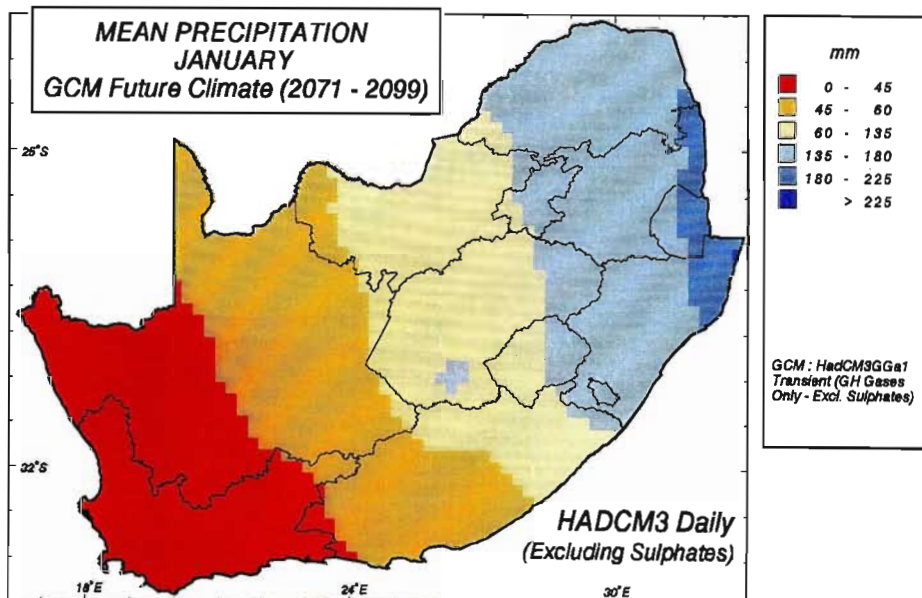 MEAN PRECIPITATION
JANUARY
GCM Future Climate (2071 - 2099)
mm
0 - 45
45 - 60
60 - 135
135 - 180
180 - 225
> 225
25°S
GCM : HadCM3GGa1
Transient (GH Gases
Only - Excl. Sulphates)
32°S
HADCM3 Daily
(Excluding Sulphates)
18°E
24°E
30°E